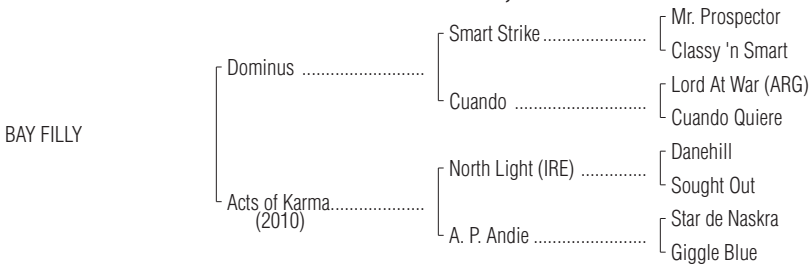 Mr. Prospector
Smart Strike ........................
Classy 'n Smart
Dominus ..........................
Lord At War (ARG)
Cuando ............................
Cuando Quiere
BAY FILLY
Danehill
North Light (IRE) ..............
Sought Out
Acts of Karma....................
(2010)
Star de Naskra
A. P. Andie ........................
Giggle Blue